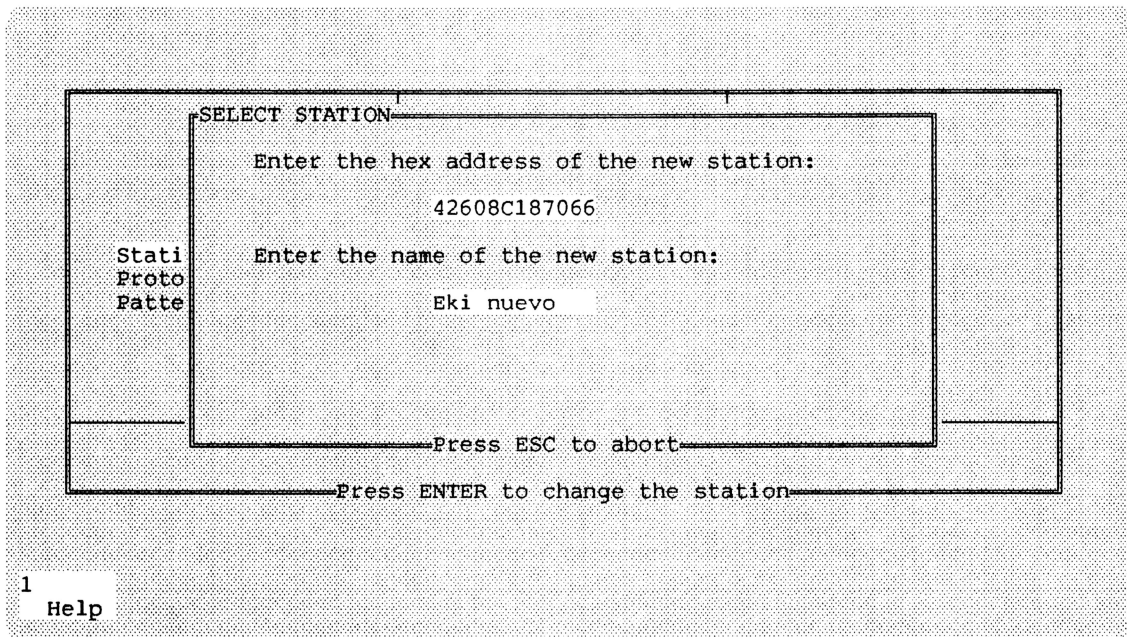 SELECT STATION
Enter the hex address of the new station:
42608C187066
Stati
Enter the name of the new station:
Proto
Patte
Eki nuevo
Press ESC to abort
Press ENTER to change the station
1
Help